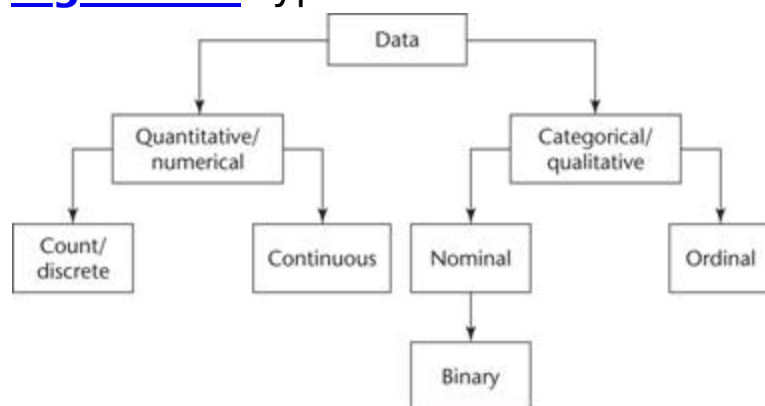 Data
Quantitative/
numerical
Categorical/
qualitative
Count/
discrete
Continuous
Nominal
Ordinal
Binary